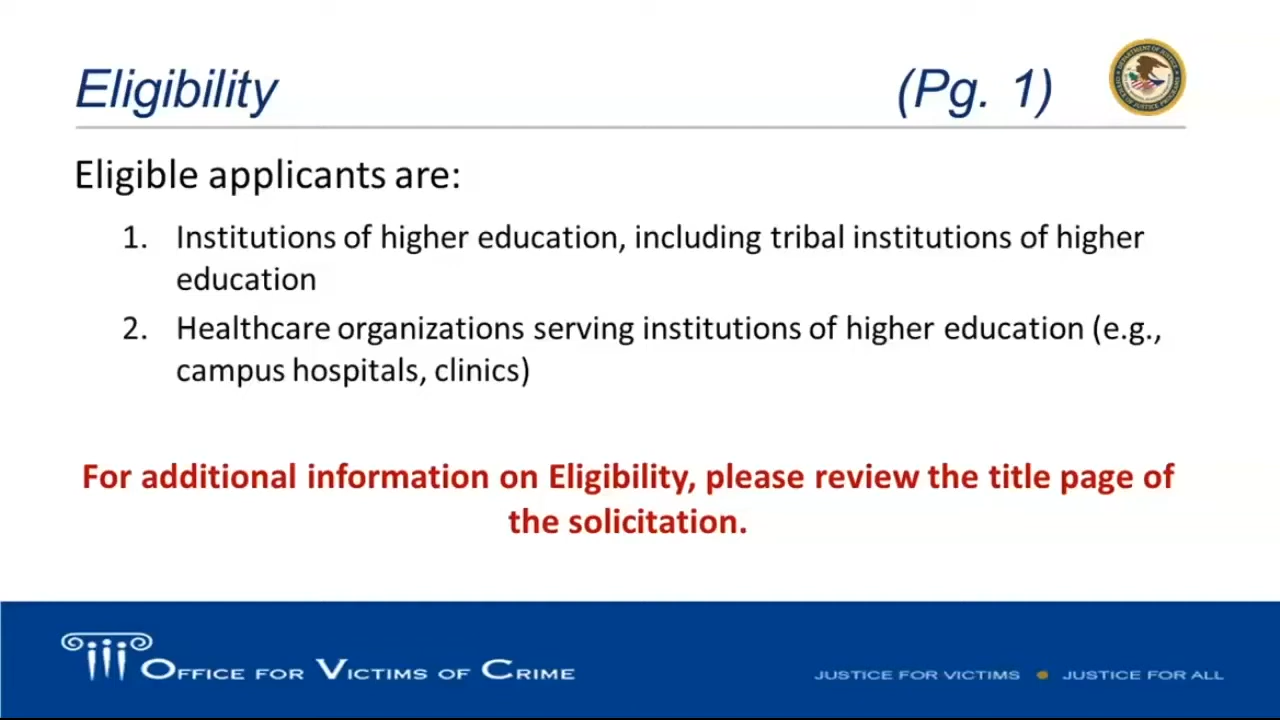 Eligibility (Pg. 1)
Eligible applicants are:
1. Institutions of higher education, including tribal institutions of higher
education
2. Healthcare organizations serving institutions of higher education (e.g.,
campus hospitals, clinics)
For additional information on Eligibility, please review the title page of
the solicitation.
OFFICE FOR VICTIMS OF CRIME
JUSTICE FOR VICTIMS • JUSTICE FOR ALL